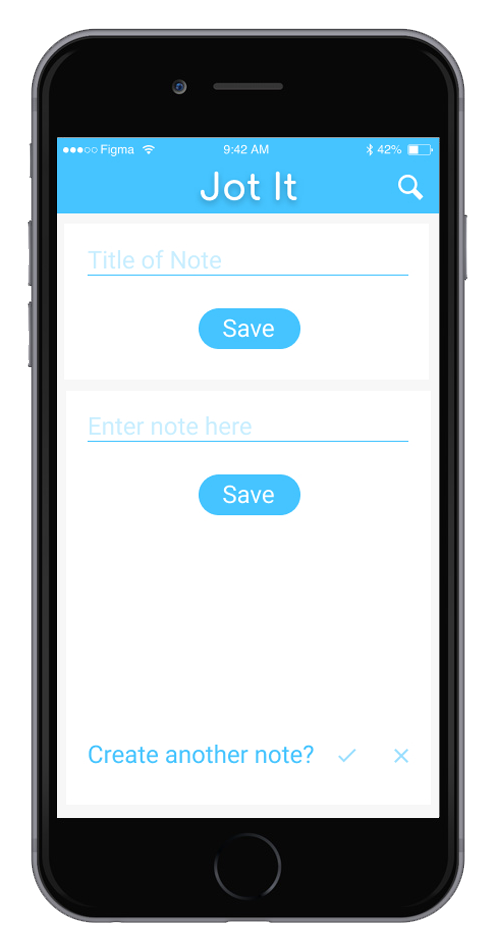 Figma 9:42 AM 42%
Jot It
Title of Note
Save
Enter note here
Save
Create another note?